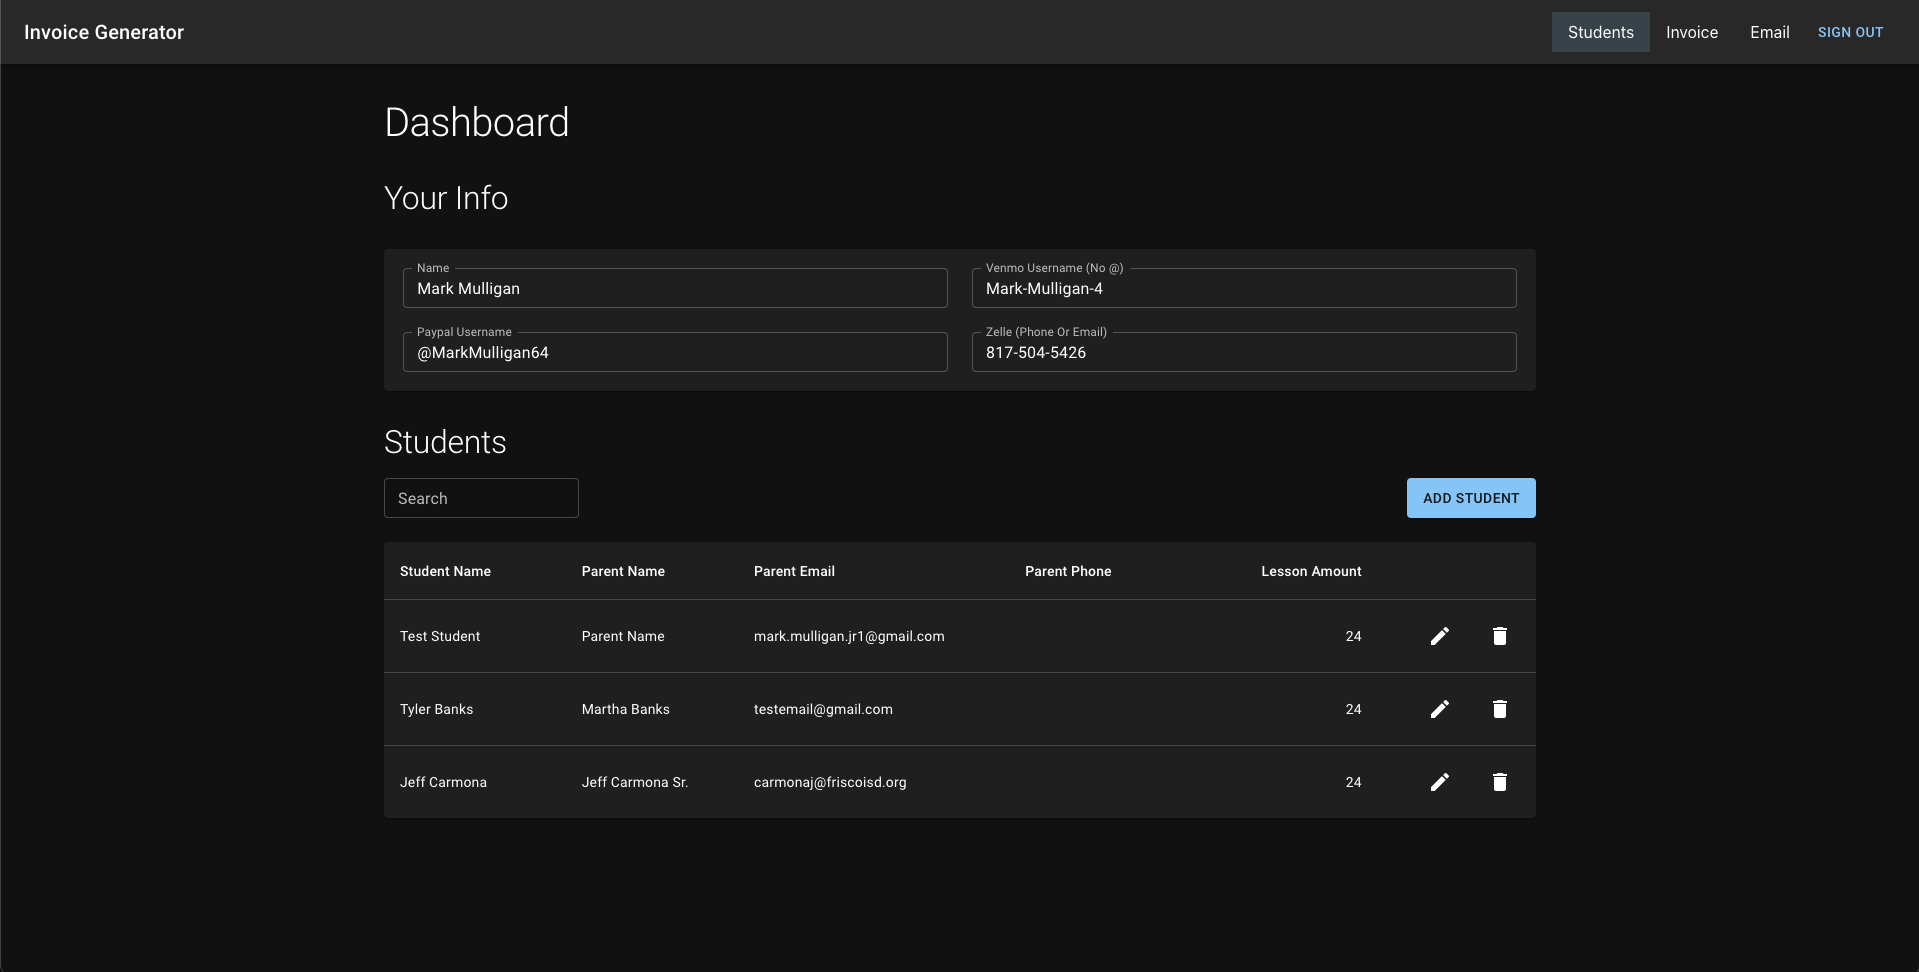 Invoice Generator
Students Invoice Email SIGN OUT
Dashboard
Your Info
Name
Mark Mulligan
Venmo Username (No @)
Mark-Mulligan-4
Paypal Username
@MarkMulligan64
Zelle (Phone Or Email)
817-504-5426
Students
Search
ADD STUDENT
Student Name Parent Name Parent Email Parent Phone Lesson Amount
Test Student Parent Name mark.mulligan.jr1@gmail.com 24
Tyler Banks Martha Banks testemail@gmail.com 24
Jeff Carmona Jeff Carmona Sr. carmonaj@friscoisd.org 24